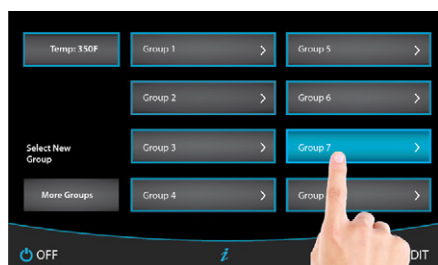 Temp: 350F
Group 1
Group 5
Group 2
Group 6
Select New
Group
Group 3
Group 7
More Groups
Group 4
Group
OFF
i
DIT